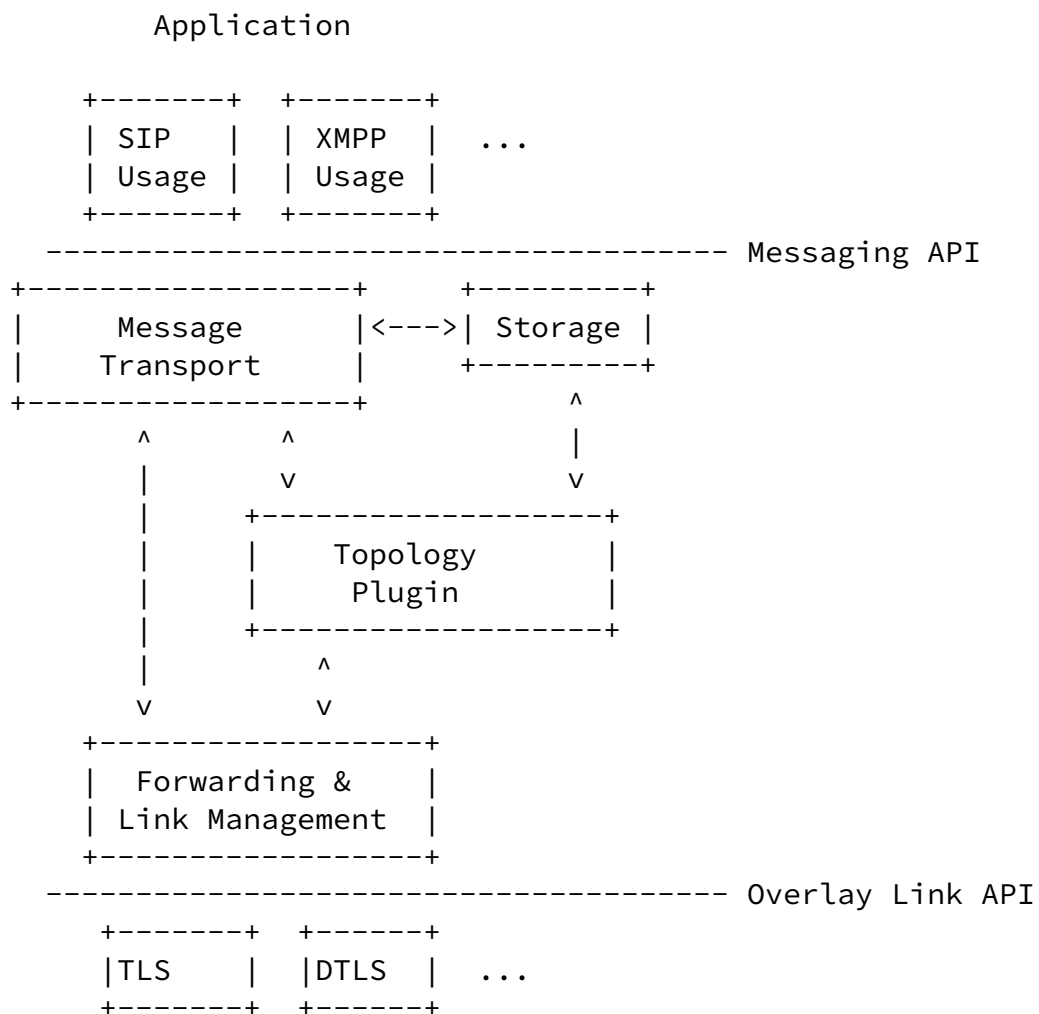 Application
SIP XMPP ...
Usage Usage
Messaging API
Message Storage
Transport
Topology
Plugin
Forwarding &
Link Management
Overlay Link API
TLS DTLS ...